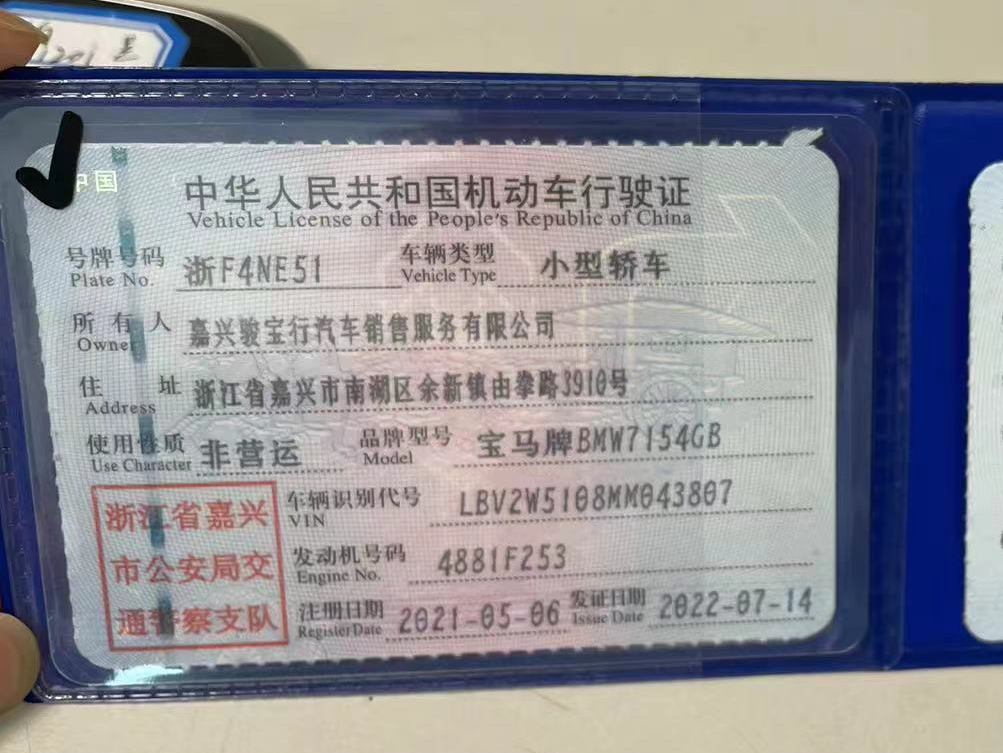 中国
中华人民共和国机动车行驶证
Vehicle License of the People's Republic of China
号牌号码 浙F4NE51 车辆类型 小型轿车
Plate No. Vehicle Type
所有人 嘉兴骏宝行汽车销售服务有限公司
Owner
住址 浙江省嘉兴市南湖区余新镇由拳路3910号
Address
使用性质 非营运 品牌型号 宝马牌BMW7154GB
Use Character Model
浙江省嘉兴
市公安局交
通警察支队
车辆识别代号 LBV2W5108MM043807
VIN
发动机号码 4881F253
Engine No.
注册日期 2021-05-06 发证日期 2022-07-14
Register Date Issue Date